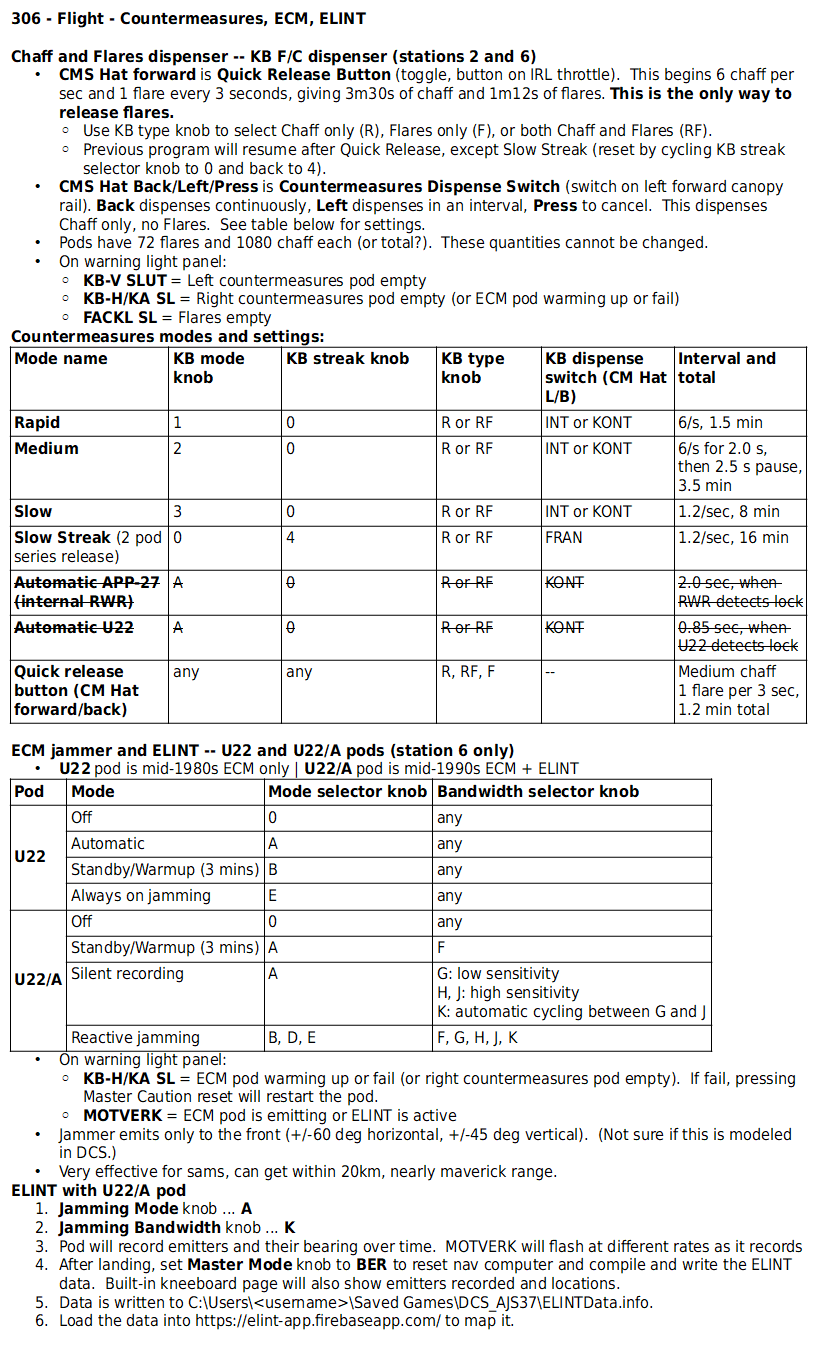 306 - Flight - Countermeasures, ECM, ELINT
Chaff and Flares dispenser -- KB F/C dispenser (stations 2 and 6)
• CMS Hat forward is Quick Release Button (toggle, button on IRL throttle).  This begins 6 chaff per
sec and 1 flare every 3 seconds, giving 3m30s of chaff and 1m12s of flares. This is the only way to
release flares.
○ Use KB type knob to select Chaff only (R), Flares only (F), or both Chaff and Flares (RF).
○ Previous program will resume after Quick Release, except Slow Streak (reset by cycling KB streak
selector knob to 0 and back to 4).
• CMS Hat Back/Left/Press is Countermeasures Dispense Switch (switch on left forward canopy
rail). Back dispenses continuously, Left dispenses in an interval, Press to cancel.  This dispenses
Chaff only, no Flares.  See table below for settings.
• Pods have 72 flares and 1080 chaff each (or total?).  These quantities cannot be changed.
• On warning light panel:
○ KB-V SLUT = Left countermeasures pod empty
○ KB-H/KA SL = Right countermeasures pod empty (or ECM pod warming up or fail)
○ FACKL SL = Flares empty
Countermeasures modes and settings:
Mode name | KB mode knob | KB streak knob | KB type knob | KB dispense switch (CM Hat L/B) | Interval and total
Rapid | 1 | 0 | R or RF | INT or KONT | 6/s, 1.5 min
Medium | 2 | 0 | R or RF | INT or KONT | 6/s for 2.0 s, then 2.5 s pause, 3.5 min
Slow | 3 | 0 | R or RF | INT or KONT | 1.2/sec, 8 min
Slow Streak (2 pod series release) | 0 | 4 | R or RF | FRAN | 1.2/sec, 16 min
Automatic APP-27 (internal RWR) | A | 0 | R or RF | KONT | 2.0 sec, when RWR detects lock
Automatic U22 | A | 0 | R or RF | KONT | 0.85 sec, when U22 detects lock
Quick release button (CM Hat forward/back) | any | any | R, RF, F | -- | Medium chaff 1 flare per 3 sec, 1.2 min total
ECM jammer and ELINT -- U22 and U22/A pods (station 6 only)
• U22 pod is mid-1980s ECM only | U22/A pod is mid-1990s ECM + ELINT
Pod | Mode | Mode selector knob | Bandwidth selector knob
U22 | Off | 0 | any
Automatic | A | any
Standby/Warmup (3 mins) | B | any
Always on jamming | E | any
U22/A | Off | 0 | any
Standby/Warmup (3 mins) | A | F
Silent recording | A | G: low sensitivity
H, J: high sensitivity
K: automatic cycling between G and J
Reactive jamming | B, D, E | F, G, H, J, K
• On warning light panel:
○ KB-H/KA SL = ECM pod warming up or fail (or right countermeasures pod empty).  If fail, pressing
Master Caution reset will restart the pod.
○ MOTVERK = ECM pod is emitting or ELINT is active
• Jammer emits only to the front (+/-60 deg horizontal, +/-45 deg vertical).  (Not sure if this is modeled
in DCS.)
• Very effective for sams, can get within 20km, nearly maverick range.
ELINT with U22/A pod
1. Jamming Mode knob ... A
2. Jamming Bandwidth knob ... K
3. Pod will record emitters and their bearing over time.  MOTVERK will flash at different rates as it records
4. After landing, set Master Mode knob to BER to reset nav computer and compile and write the ELINT
data.  Built-in kneeboard page will also show emitters recorded and locations.
5. Data is written to C:\Users\<username>\Saved Games\DCS_AJS37\ELINTData.info.
6. Load the data into https://elint-app.firebaseapp.com/ to map it.